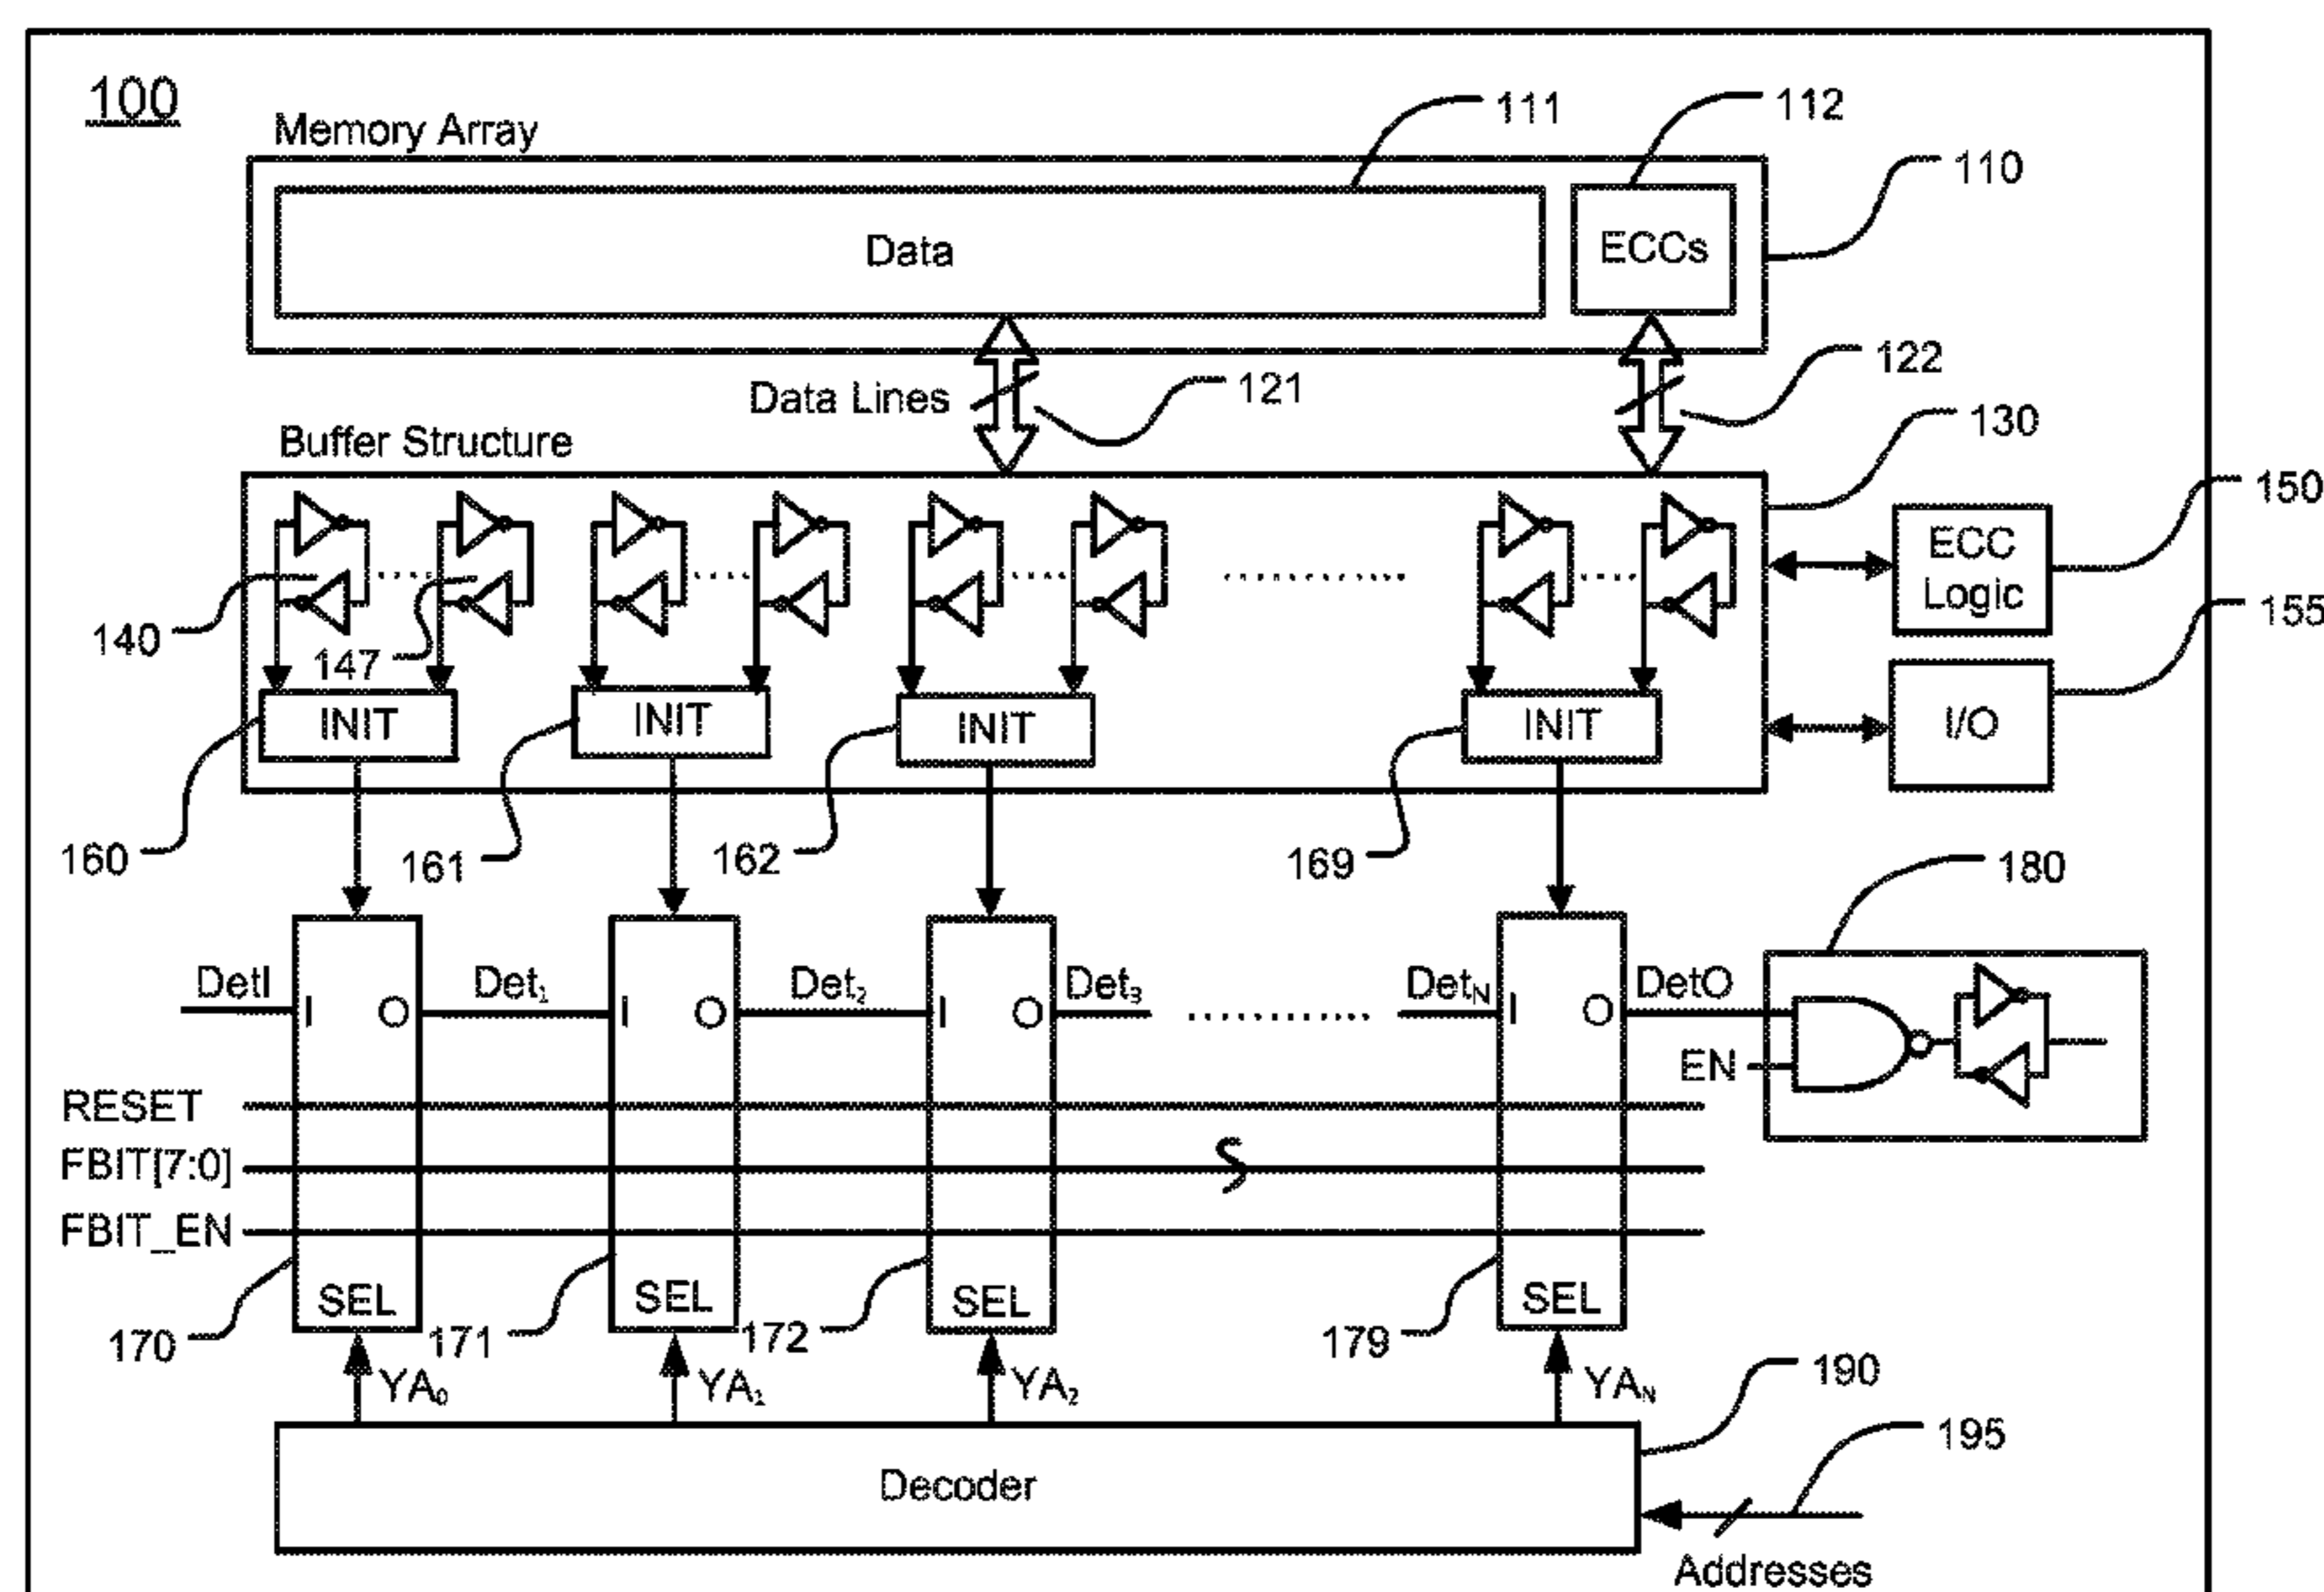 100
Memory Array
111
112
110
Data
ECCs
Data Lines
121
122
Buffer Structure
130
150
ECC
Logic
140
147
155
INIT
INIT
INIT
INIT
I/O
160
161
162
169
180
DetI
I
O
Det₁
I
O
Det₂
I
O
Det₃
Det_N
I
O
DetO
EN
RESET
FBIT[7:0]
FBIT_EN
SEL
SEL
SEL
SEL
170
171
172
179
YA₀
YA₁
YA₂
YA_N
190
Decoder
195
Addresses